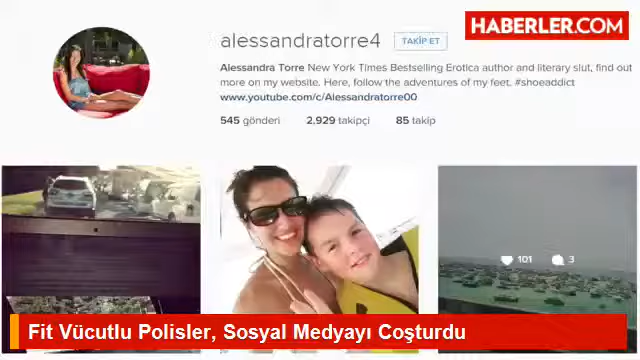 HABERLER.COM
alessandratorre4 TAKİP ET
Alessandra Torre New York Times Bestselling Erotica author and literary slut, find out
more on my website. Here, follow the adventures of my feet. #shoeaddict
www.youtube.com/c/Alessandratorre00
545 gönderi 2.929 takipçi 85 takip
101 3
Fit Vücutlu Polisler, Sosyal Medyayı Coşturdu